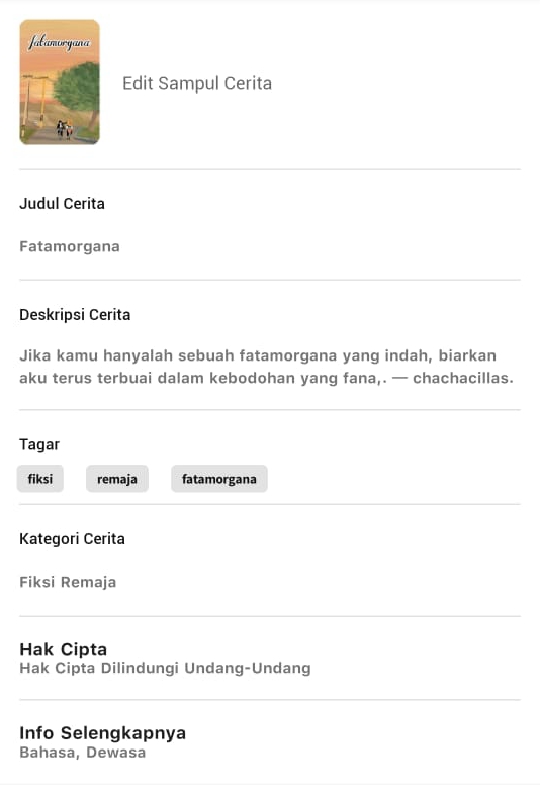 fatamorgana
Edit Sampul Cerita
Judul Cerita
Fatamorgana
Deskripsi Cerita
Jika kamu hanyalah sebuah fatamorgana yang indah, biarkan
aku terus terbuai dalam kebodohan yang fana,. — chachacillas.
Tagar
fiksi remaja fatamorgana
Kategori Cerita
Fiksi Remaja
Hak Cipta
Hak Cipta Dilindungi Undang-Undang
Info Selengkapnya
Bahasa, Dewasa